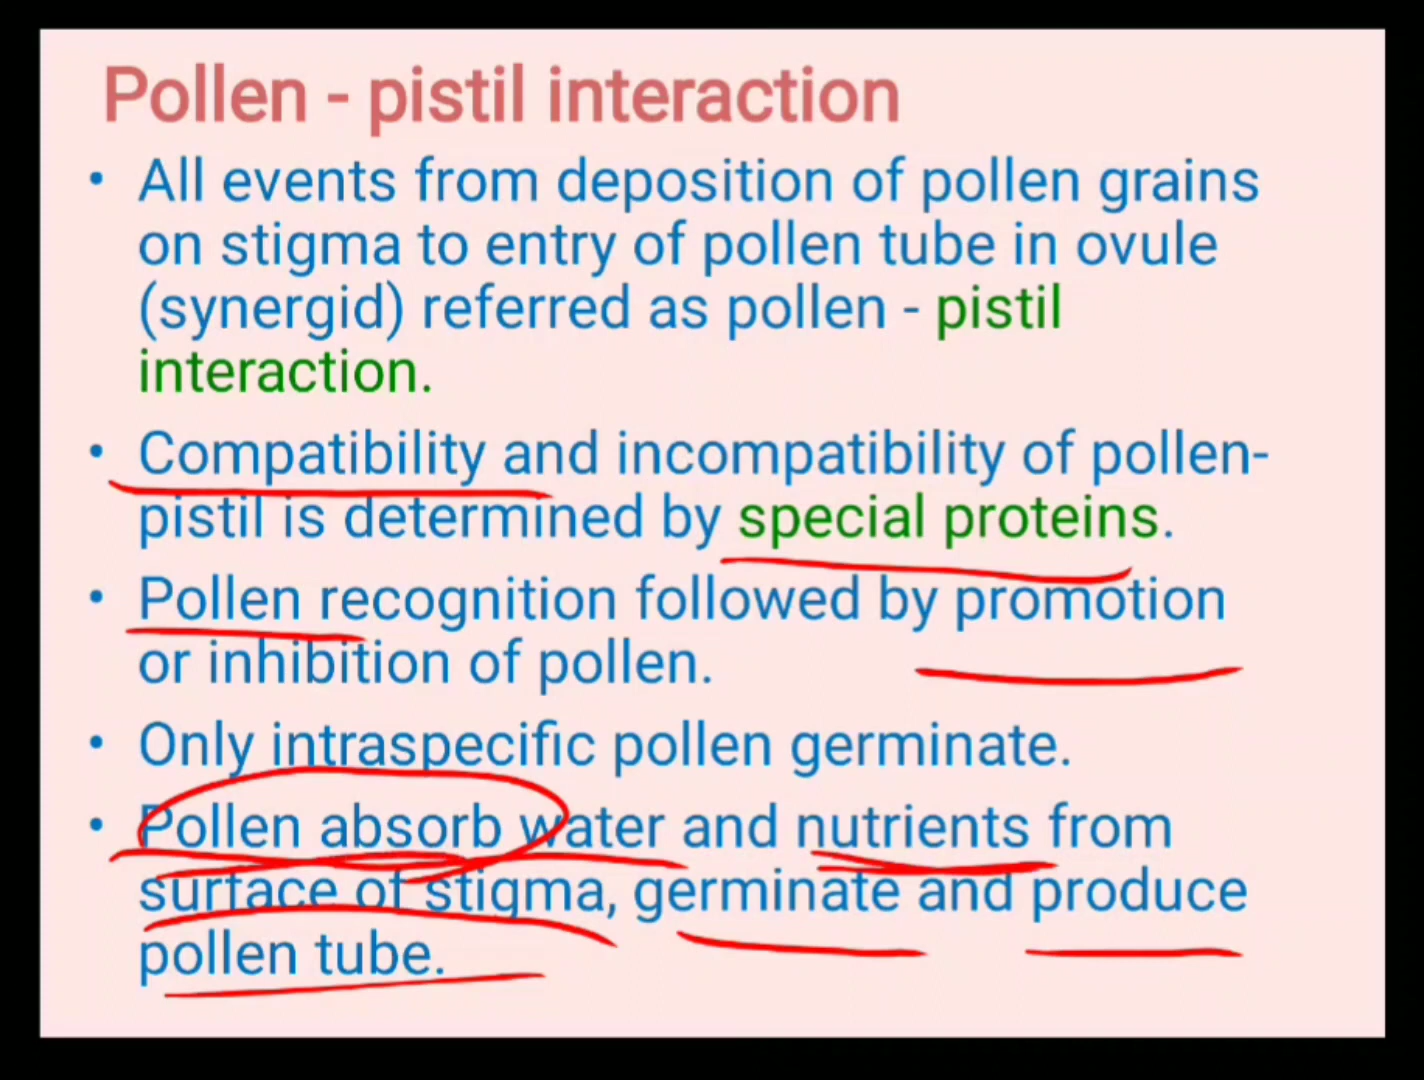 Pollen - pistil interaction
• All events from deposition of pollen grains
on stigma to entry of pollen tube in ovule
(synergid) referred as pollen - pistil
interaction.
• Compatibility and incompatibility of pollen-
pistil is determined by special proteins.
• Pollen recognition followed by promotion
or inhibition of pollen.
• Only intraspecific pollen germinate.
• Pollen absorb water and nutrients from
surface of stigma, germinate and produce
pollen tube.